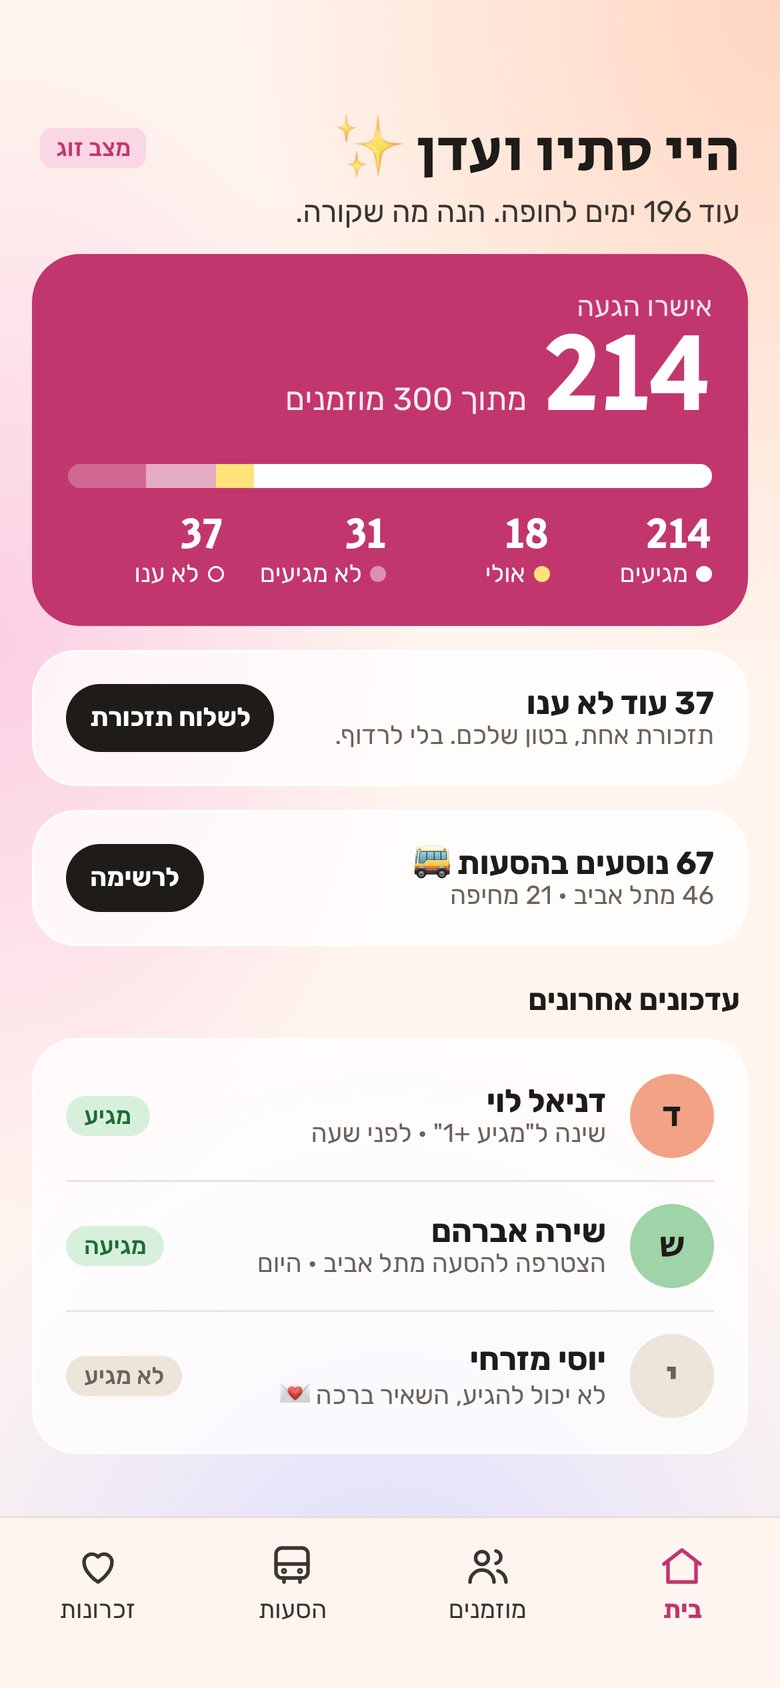 היי סתיו ועדן ✨
מצב זוג
עוד 196 ימים לחופה. הנה מה שקורה.
אישרו הגעה
214 מתוך 300 מוזמנים
214 18 31 37
מגיעים אולי לא מגיעים לא ענו
37 עוד לא ענו
תזכורת אחת, בטון שלכם. בלי לרדוף.
לשלוח תזכורת
67 נוסעים בהסעות 🚌
46 מתל אביב • 21 מחיפה
לרשימה
עדכונים אחרונים
ד
דניאל לוי
שינה ל"מגיע +1" • לפני שעה
מגיע
ש
שירה אברהם
הצטרפה להסעה מתל אביב • היום
מגיעה
י
יוסי מזרחי
לא יכול להגיע, השאיר ברכה 💌
לא מגיע
בית מוזמנים הסעות זכרונות